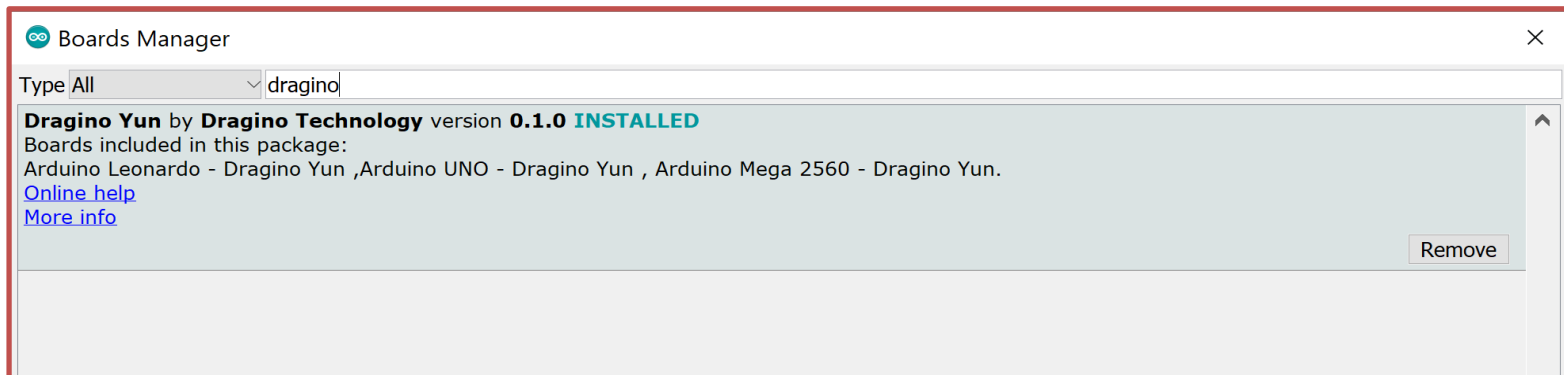 Boards Manager
Type All dragino
Dragino Yun by Dragino Technology version 0.1.0 INSTALLED
Boards included in this package:
Arduino Leonardo - Dragino Yun ,Arduino UNO - Dragino Yun , Arduino Mega 2560 - Dragino Yun.
Online help
More info
Remove